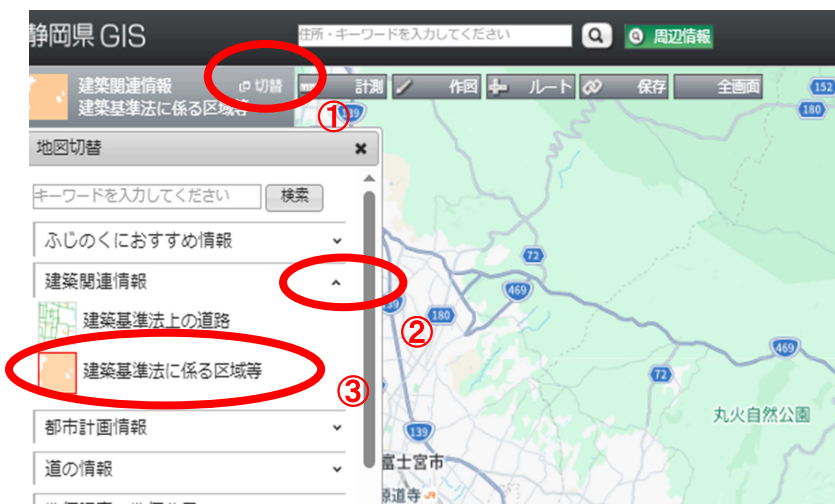 静岡県 GIS
住所・キーワードを入力してください
周辺情報
建築関連情報
切替
建築基準法に係る区域等
計測
作図
ルート
保存
全画面
①
地図切替
キーワードを入力してください
検索
ふじのくにおすすめ情報
建築関連情報
建築基準法上の道路
建築基準法に係る区域等
都市計画情報
道の情報
②
③
139
152
180
72
469
139
180
469
72
丸火自然公園
139
富士宮市
源道寺